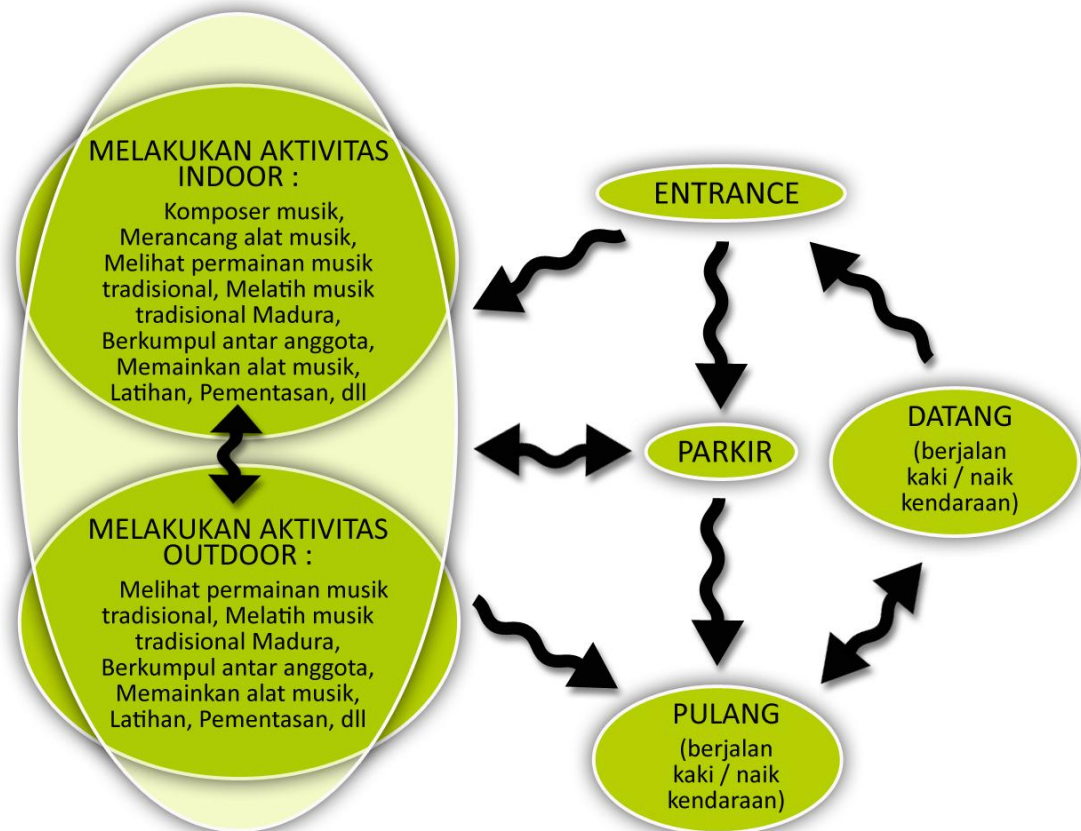 MELAKUKAN AKTIVITAS
INDOOR :
Komposer musik,
Merancang alat musik,
Melihat permainan musik
tradisional, Melatih musik
tradisional Madura,
Berkumpul antar anggota,
Memainkan alat musik,
Latihan, Pementasan, dll
MELAKUKAN AKTIVITAS
OUTDOOR :
Melihat permainan musik
tradisional, Melatih musik
tradisional Madura,
Berkumpul antar anggota,
Memainkan alat musik,
Latihan, Pementasan, dll
ENTRANCE
PARKIR
DATANG
(berjalan
kaki / naik
kendaraan)
PULANG
(berjalan
kaki / naik
kendaraan)